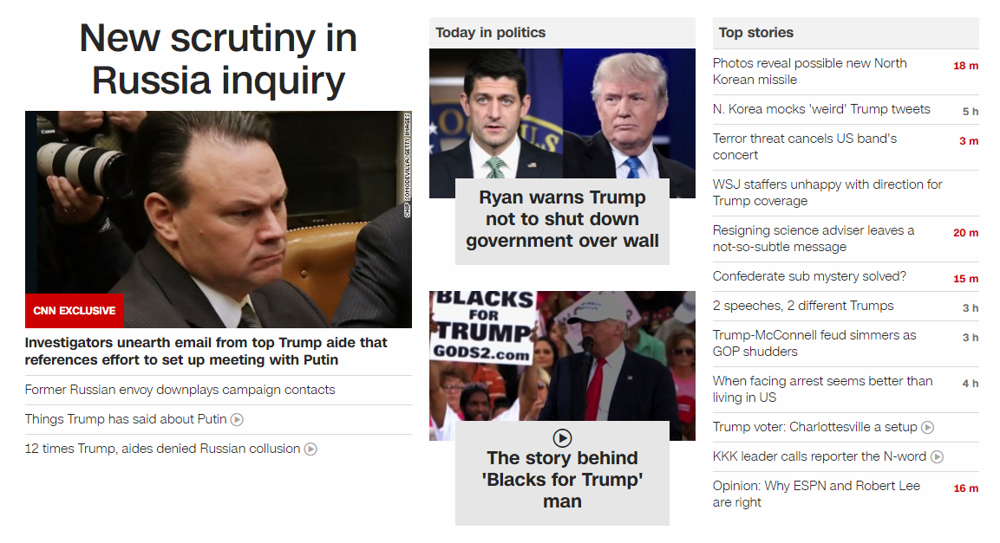 New scrutiny in
Russia inquiry
Canon
CHIP SOMODEVILLA/GETTY IMAGES
CNN EXCLUSIVE
Investigators unearth email from top Trump aide that
references effort to set up meeting with Putin
Former Russian envoy downplays campaign contacts
Things Trump has said about Putin
12 times Trump, aides denied Russian collusion
Today in politics
Ryan warns Trump
not to shut down
government over wall
BLACKS
FOR
TRUMP
GODS2.com
The story behind
'Blacks for Trump'
man
Top stories
Photos reveal possible new North 18 m
Korean missile
N. Korea mocks 'weird' Trump tweets 5 h
Terror threat cancels US band's 3 m
concert
WSJ staffers unhappy with direction for
Trump coverage
Resigning science adviser leaves a 20 m
not-so-subtle message
Confederate sub mystery solved? 15 m
2 speeches, 2 different Trumps 3 h
Trump-McConnell feud simmers as 3 h
GOP shudders
When facing arrest seems better than 4 h
living in US
Trump voter: Charlottesville a setup
KKK leader calls reporter the N-word
Opinion: Why ESPN and Robert Lee 16 m
are right